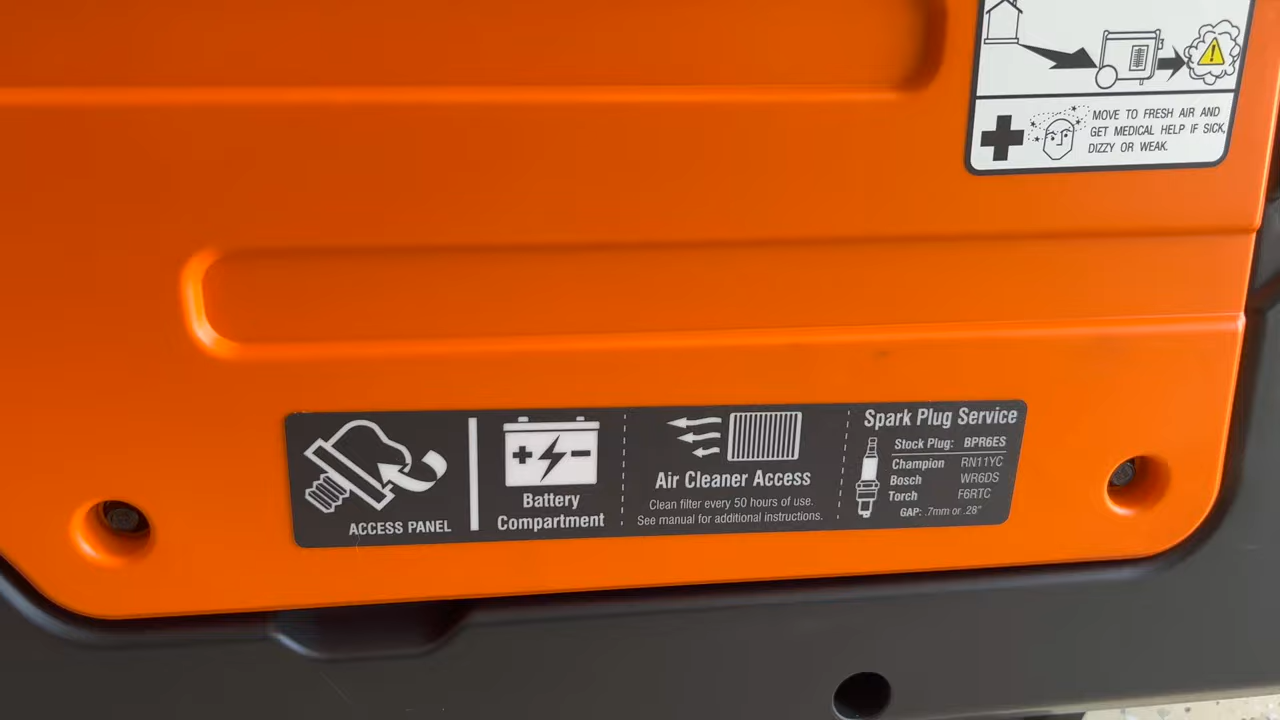 MOVE TO FRESH AIR AND
GET MEDICAL HELP IF SICK,
DIZZY OR WEAK.
ACCESS PANEL
Battery
Compartment
Air Cleaner Access
Clean filter every 50 hours of use.
See manual for additional instructions.
Spark Plug Service
Stock Plug: BPR6ES
Champion RN11YC
Bosch WR6DS
Torch F6RTC
GAP: .7mm or .28"